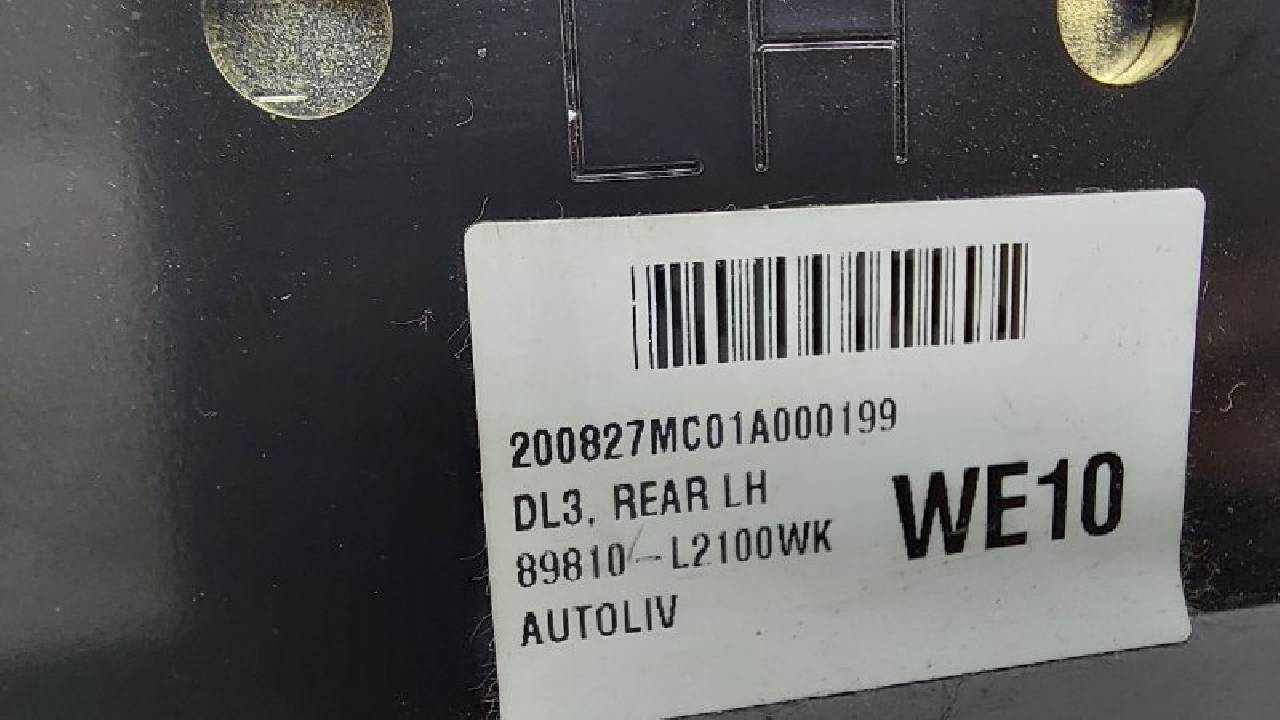 LH
200827MC01A000199
DL3, REAR LH
89810-L2100WK
WE10
AUTOLIV